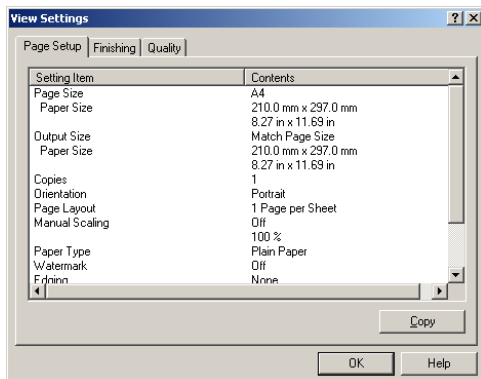 View Settings
Page Setup Finishing Quality
Setting Item Contents
Page Size A4
Paper Size 210.0 mm x 297.0 mm
8.27 in x 11.69 in
Output Size Match Page Size
Paper Size 210.0 mm x 297.0 mm
8.27 in x 11.69 in
Copies 1
Orientation Portrait
Page Layout 1 Page per Sheet
Manual Scaling Off
100 %
Paper Type Plain Paper
Watermark Off
Edging None
Copy
OK Help